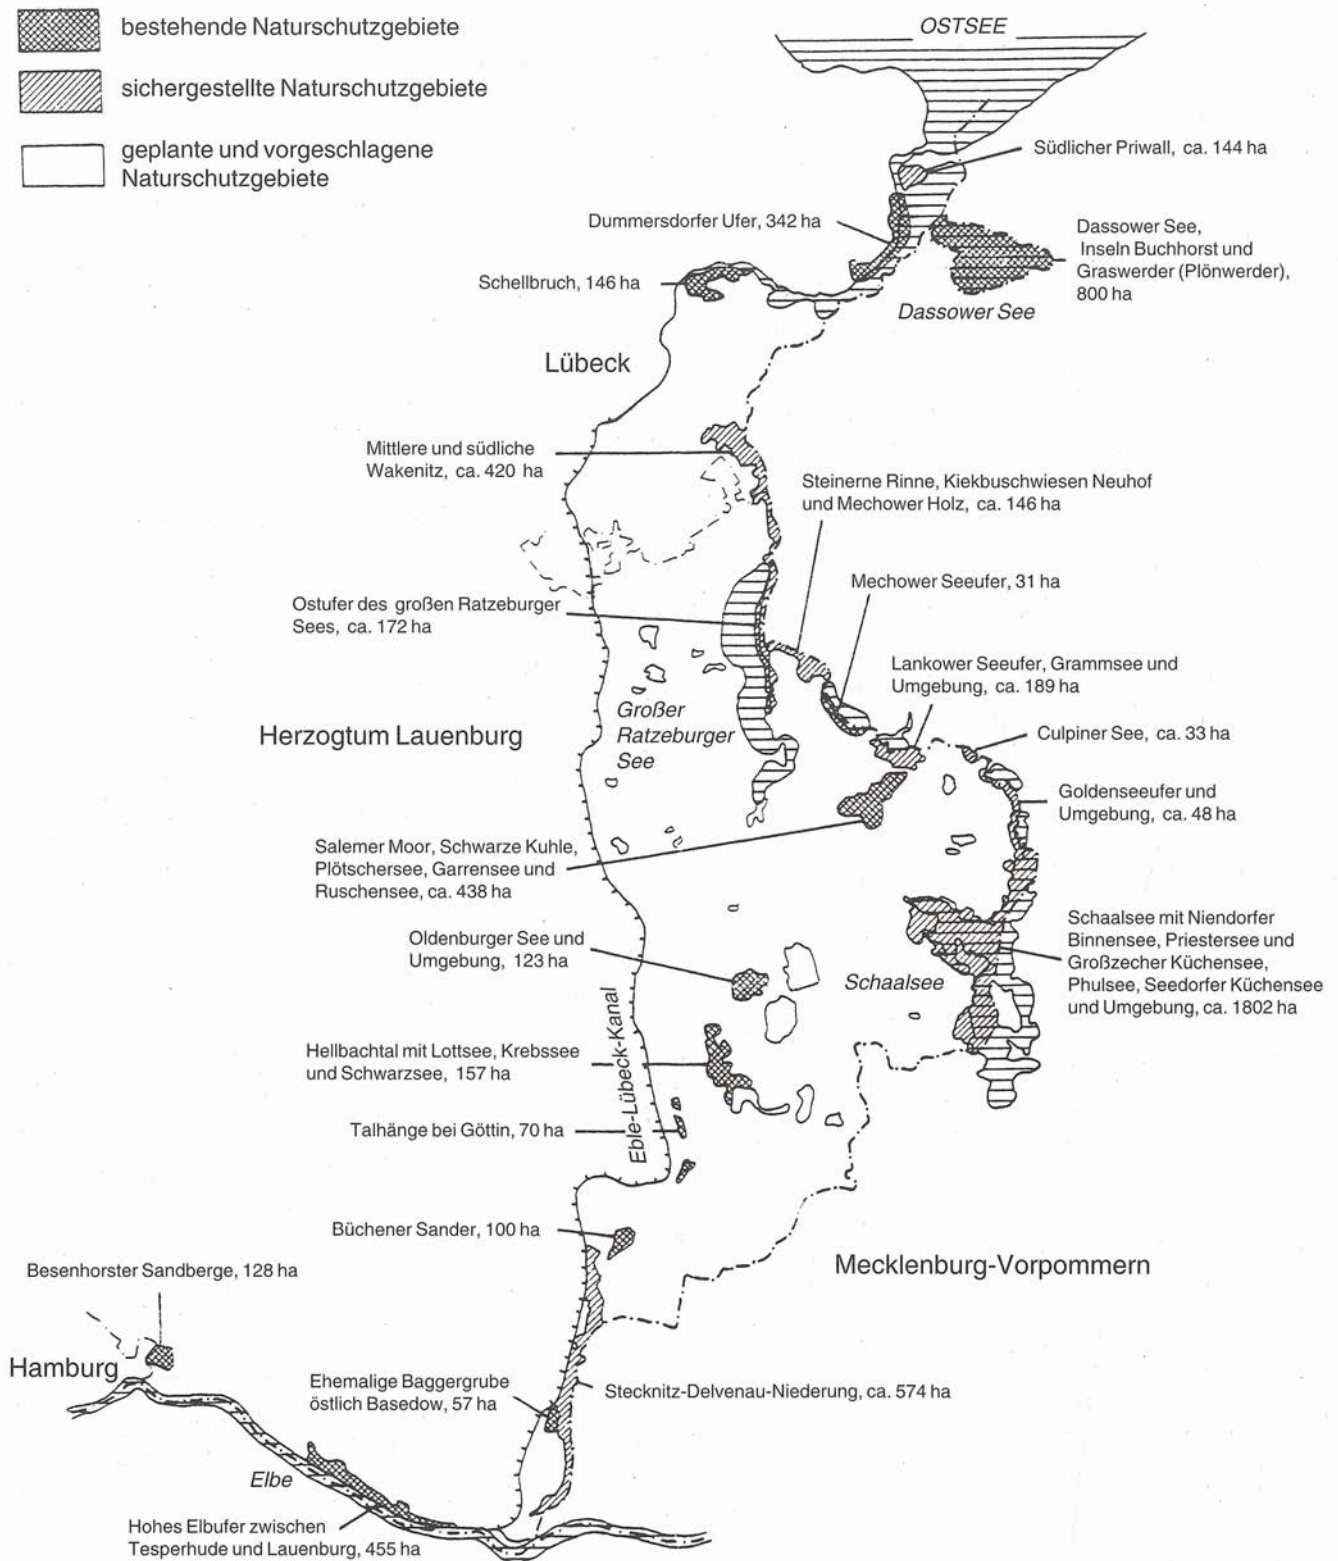 bestehende Naturschutzgebiete
sichergestellte Naturschutzgebiete
geplante und vorgeschlagene
Naturschutzgebiete
OSTSEE
Südlicher Priwall, ca. 144 ha
Dummersdorfer Ufer, 342 ha
Dassower See,
Inseln Buchhorst und
Graswerder (Plönwerder),
800 ha
Schellbruch, 146 ha
Dassower See
Lübeck
Mittlere und südliche
Wakenitz, ca. 420 ha
Steinerne Rinne, Kiekbuschwiesen Neuhof
und Mechower Holz, ca. 146 ha
Mechower Seeufer, 31 ha
Ostufer des großen Ratzeburger
Sees, ca. 172 ha
Lankower Seeufer, Grammsee und
Umgebung, ca. 189 ha
Großer
Ratzeburger
See
Herzogtum Lauenburg
Culpiner See, ca. 33 ha
Goldenseeufer und
Umgebung, ca. 48 ha
Salemer Moor, Schwarze Kuhle,
Plötschersee, Garrensee und
Ruschensee, ca. 438 ha
Schaalsee mit Niendorfer
Binnensee, Priestersee und
Großzecher Küchensee,
Phulsee, Seedorfer Küchensee
und Umgebung, ca. 1802 ha
Oldenburger See und
Umgebung, 123 ha
Schaalsee
Eble-Lübeck-Kanal
Hellbachtal mit Lottsee, Krebssee
und Schwarzsee, 157 ha
Talhänge bei Göttin, 70 ha
Büchener Sander, 100 ha
Mecklenburg-Vorpommern
Besenhorster Sandberge, 128 ha
Hamburg
Ehemalige Baggergrube
östlich Basedow, 57 ha
Stecknitz-Delvenau-Niederung, ca. 574 ha
Elbe
Hohes Elbufer zwischen
Tesperhude und Lauenburg, 455 ha